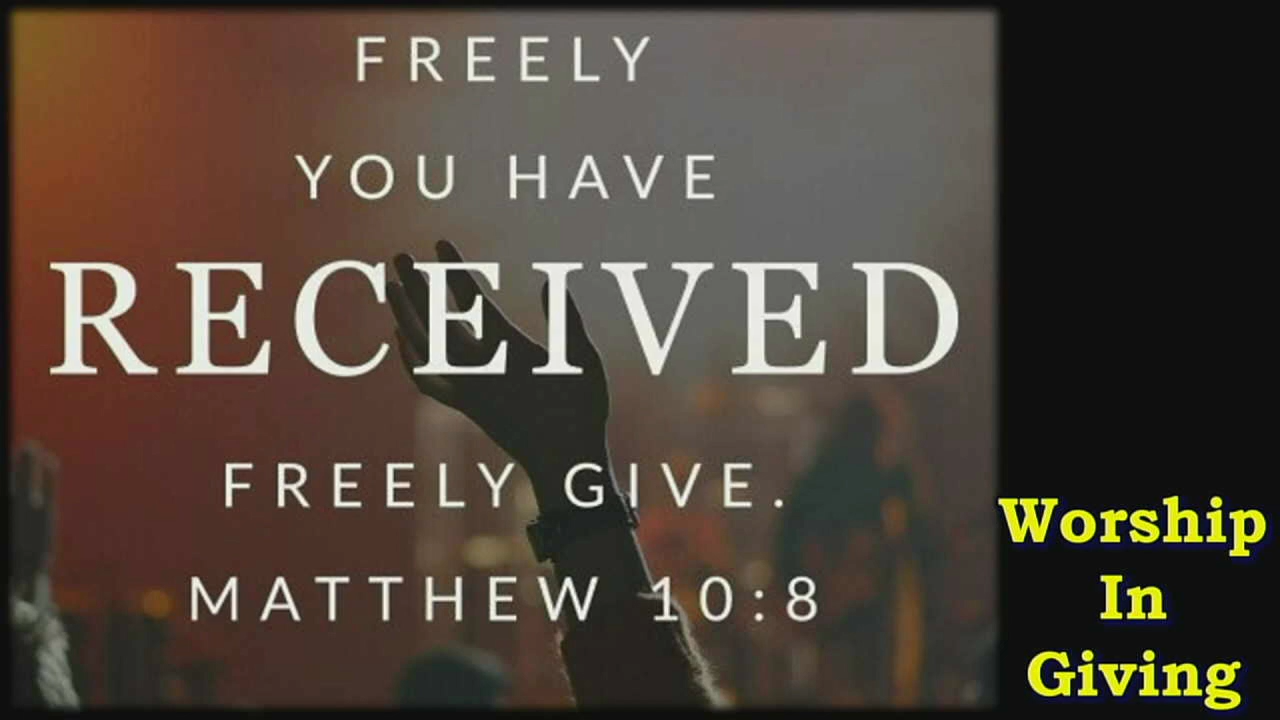 FREELY
YOU HAVE
RECEIVED
FREELY GIVE.
MATTHEW 10:8
Worship
In
Giving